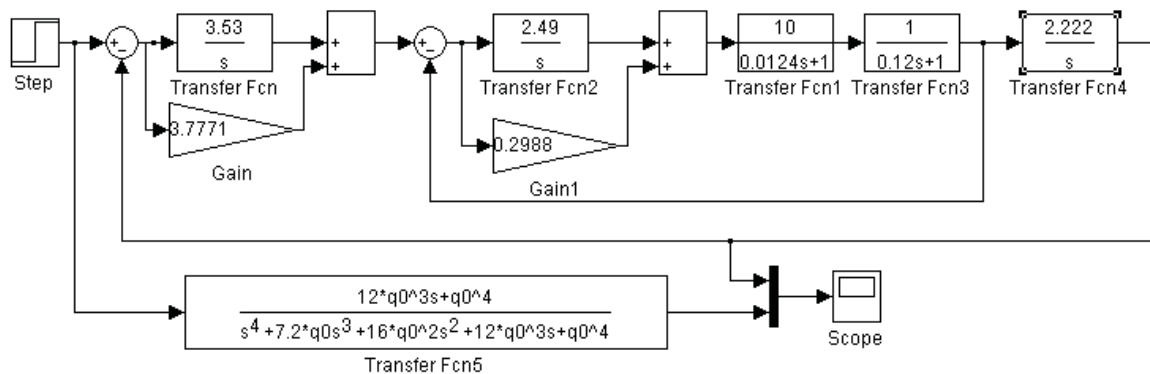 Step
+
-
3.53
s
Transfer Fcn
3.7771
Gain
+
+
+
-
2.49
s
Transfer Fcn2
0.2988
Gain1
+
+
10
0.0124s+1
Transfer Fcn1
1
0.12s+1
Transfer Fcn3
2.222
s
Transfer Fcn4
12*q0^3s+q0^4
s^4+7.2*q0s^3+16*q0^2s^2+12*q0^3s+q0^4
Transfer Fcn5
Scope